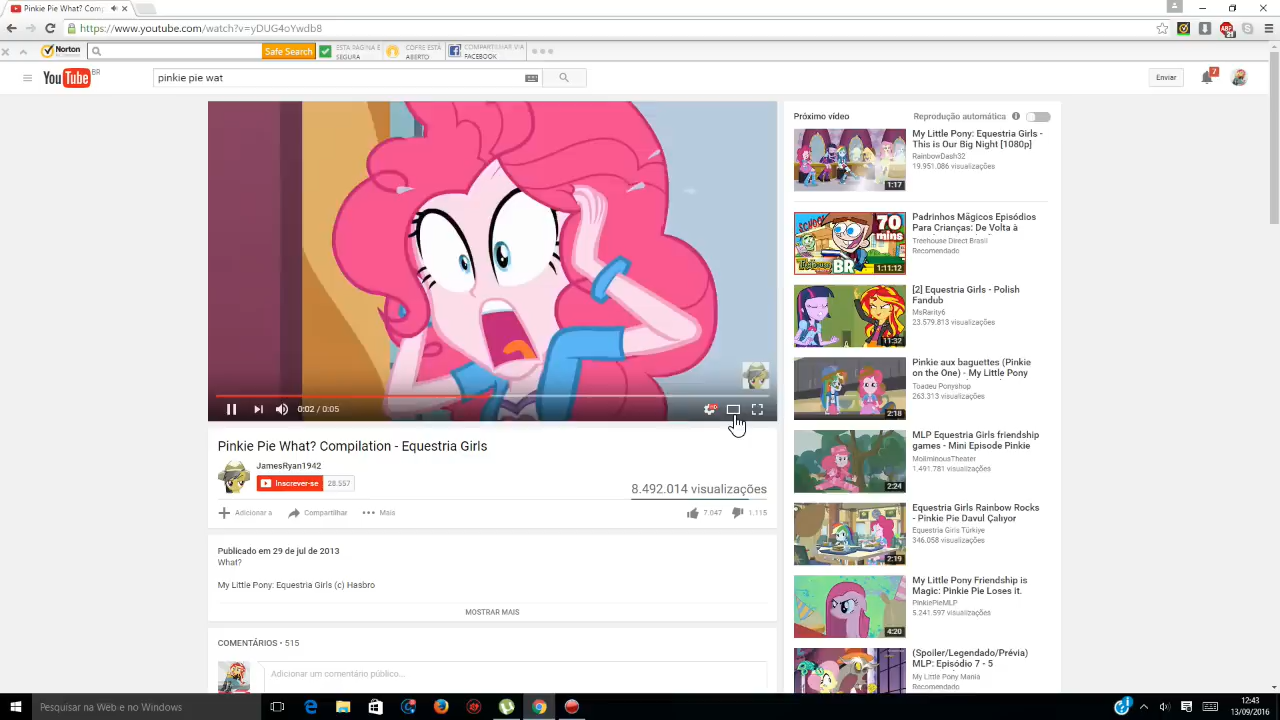 Pinkie Pie What? Comp
https://www.youtube.com/watch?v=yDUG4oYwdb8
Norton
Safe Search
ESTA PÁGINA É
SEGURA
COFRE ESTÁ
ABERTO
COMPARTILHAR VIA
FACEBOOK
YouTube BR
pinkie pie wat
Enviar
7
0:02 / 0:05
Pinkie Pie What? Compilation - Equestria Girls
JamesRyan1942
Inscrever-se
28.557
8.492.014 visualizações
Adicionar a
Compartilhar
Mais
7.047
1.115
Publicado em 29 de jul de 2013
What?
My Little Pony: Equestria Girls (c) Hasbro
MOSTRAR MAIS
COMENTÁRIOS • 515
Adicionar um comentário público...
Próximo vídeo
Reprodução automática
My Little Pony: Equestria Girls -
This is Our Big Night [1080p]
RainbowDash32
19.951.086 visualizações
1:17
SCHOOL
70
mins
BR
1:11:12
Padrinhos Mágicos Episódios
Para Crianças: De Volta à
Treehouse Direct Brasil
Recomendado
[2] Equestria Girls - Polish
Fandub
MsRarity6
23.579.813 visualizações
11:32
Pinkie aux baguettes (Pinkie
on the One) - My Little Pony
Toadeu Ponyshop
263.313 visualizações
2:18
MLP Equestria Girls friendship
games - Mini Episode Pinkie
MoliminousTheater
1.491.781 visualizações
2:24
Equestria Girls Rainbow Rocks
- Pinkie Pie Davul Çalıyor
Equestria Girls Türkiye
346.058 visualizações
2:19
My Little Pony Friendship is
Magic: Pinkie Pie Loses it.
PinkiePieMLP
5.241.597 visualizações
4:20
(Spoiler/Legendado/Prévia)
MLP: Episódio 7 - 5
My Little Pony Mania
Recomendado
Pesquisar na Web e no Windows
12:43
13/09/2016